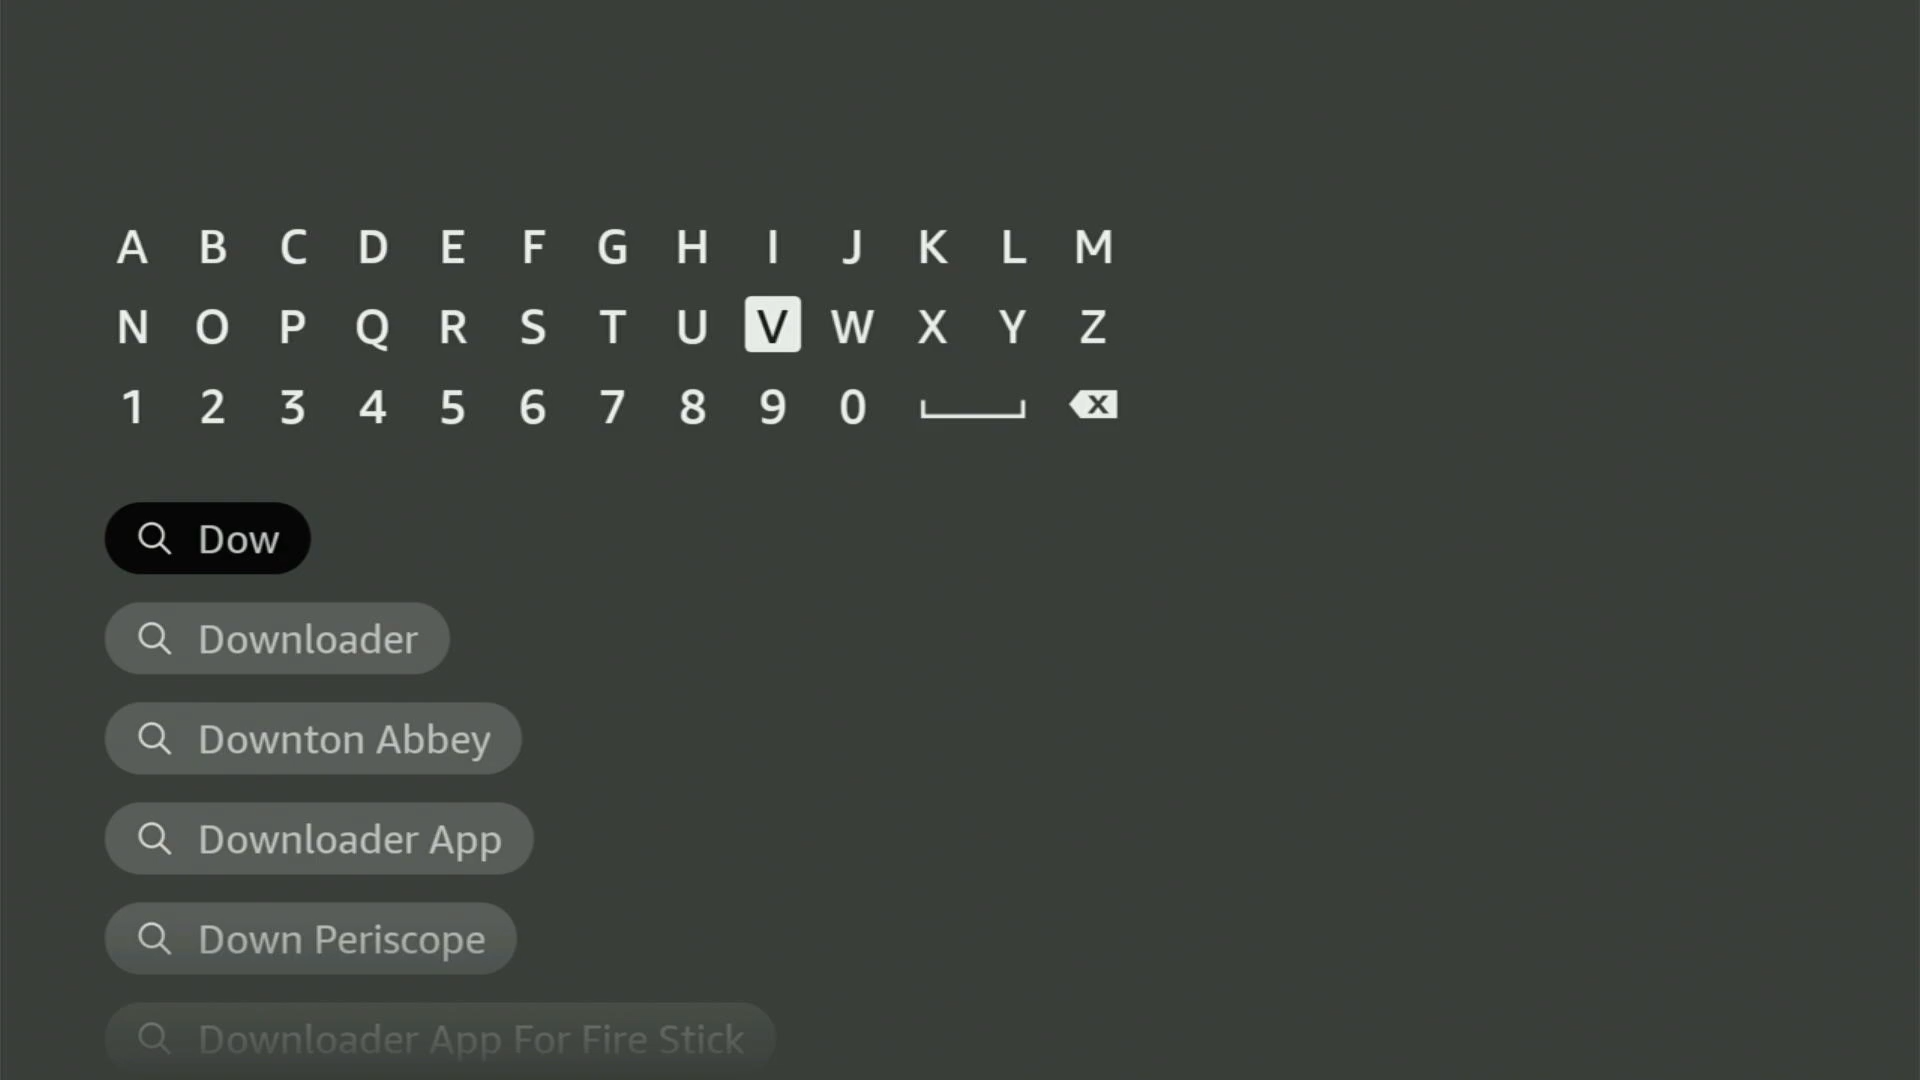 A B C D E F G H I J K L M
N O P Q R S T U V W X Y Z
1 2 3 4 5 6 7 8 9 0
Dow
Downloader
Downton Abbey
Downloader App
Down Periscope
Downloader App For Fire Stick